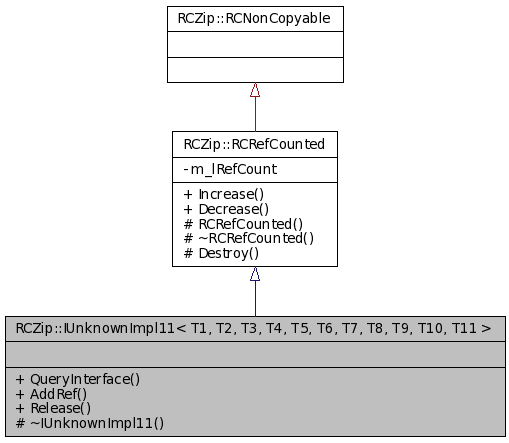 RCZip::RCNonCopyable
RCZip::RCRefCounted
- m_lRefCount
+ Increase()
+ Decrease()
# RCRefCounted()
# ~RCRefCounted()
# Destroy()
RCZip::IUnknownImpl11< T1, T2, T3, T4, T5, T6, T7, T8, T9, T10, T11 >
+ QueryInterface()
+ AddRef()
+ Release()
# ~IUnknownImpl11()